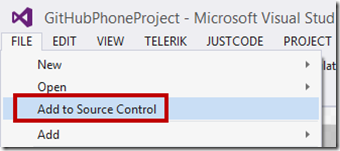 GitHubPhoneProject - Microsoft Visual Stud
FILE EDIT VIEW TELERIK JUSTCODE PROJECT
New
Open
Add to Source Control
Add